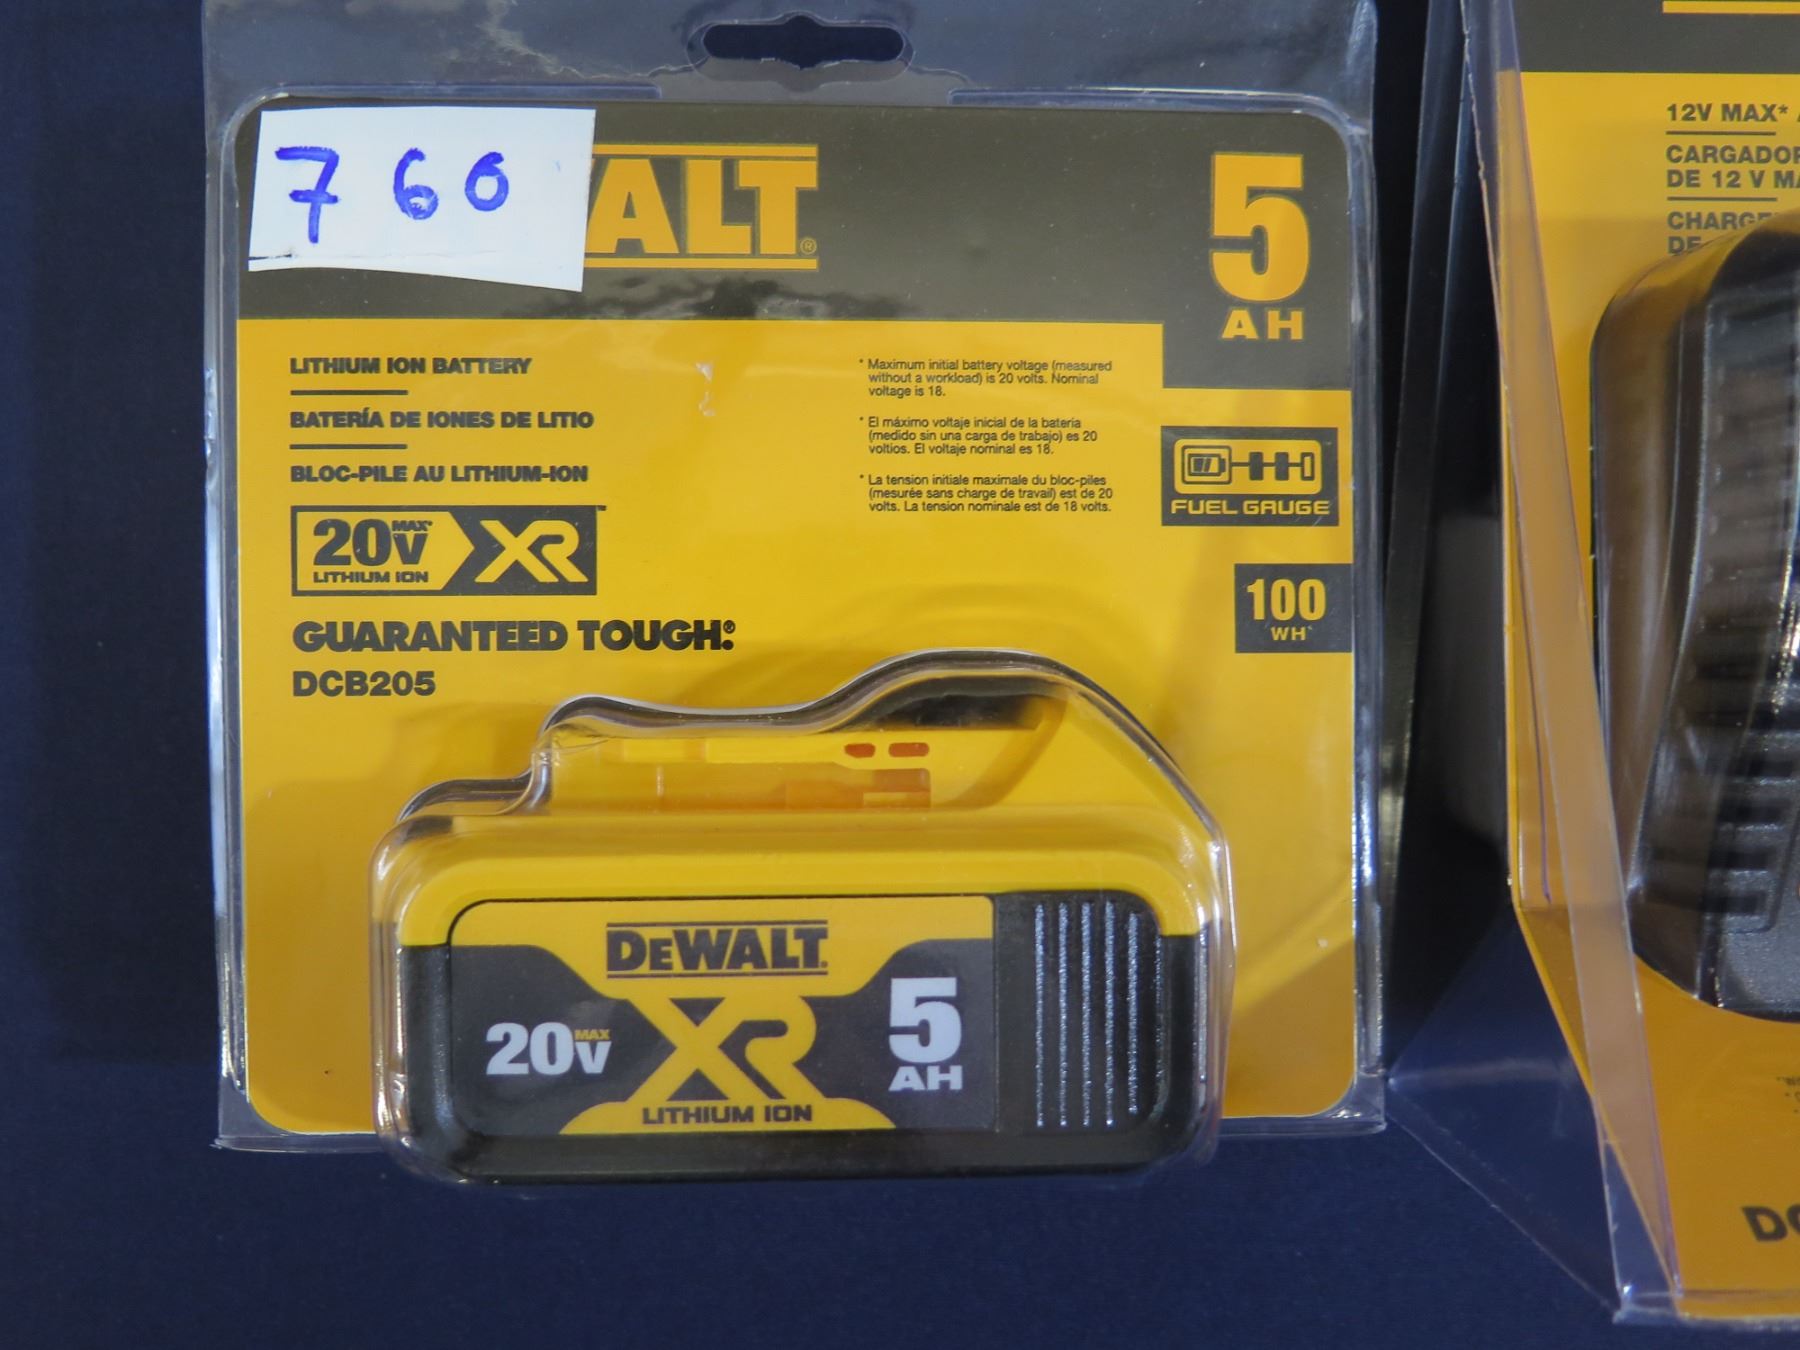 760
WALT®
5
AH
LITHIUM ION BATTERY
BATERÍA DE IONES DE LITIO
BLOC-PILE AU LITHIUM-ION
20V MAX* XR™
LITHIUM ION
GUARANTEED TOUGH.®
DCB205
* Maximum initial battery voltage (measured
without a workload) is 20 volts. Nominal
voltage is 18.
* El máximo voltaje inicial de la batería
(medido sin una carga de trabajo) es 20
voltios. El voltaje nominal es 18.
* La tension initiale maximale du bloc-piles
(mesurée sans charge de travail) est de 20
volts. La tension nominale est de 18 volts.
FUEL GAUGE
100
WH*
DEWALT.
20V MAX
XR
LITHIUM ION
5
AH
12V MAX*
CARGADOR
DE 12 V